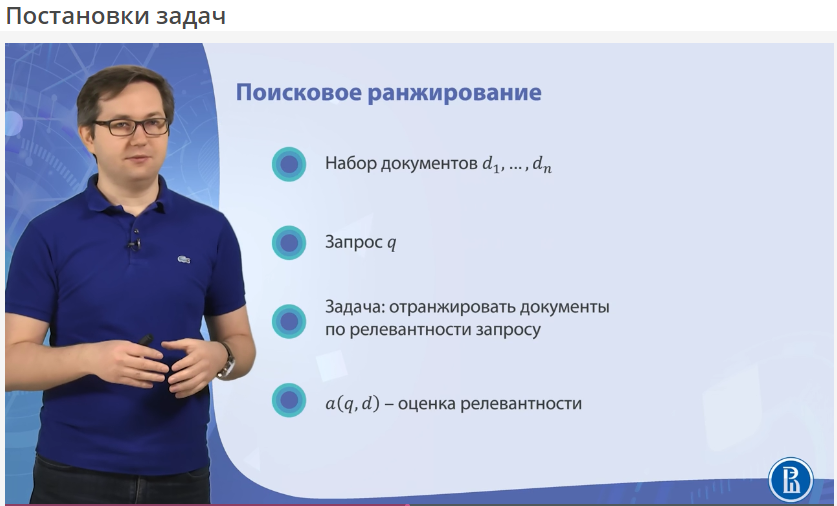 Постановки задач
Поисковое ранжирование
Набор документов d₁, ... , dₙ
Запрос q
Задача: отранжировать документы
по релевантности запросу
a(q, d) – оценка релевантности